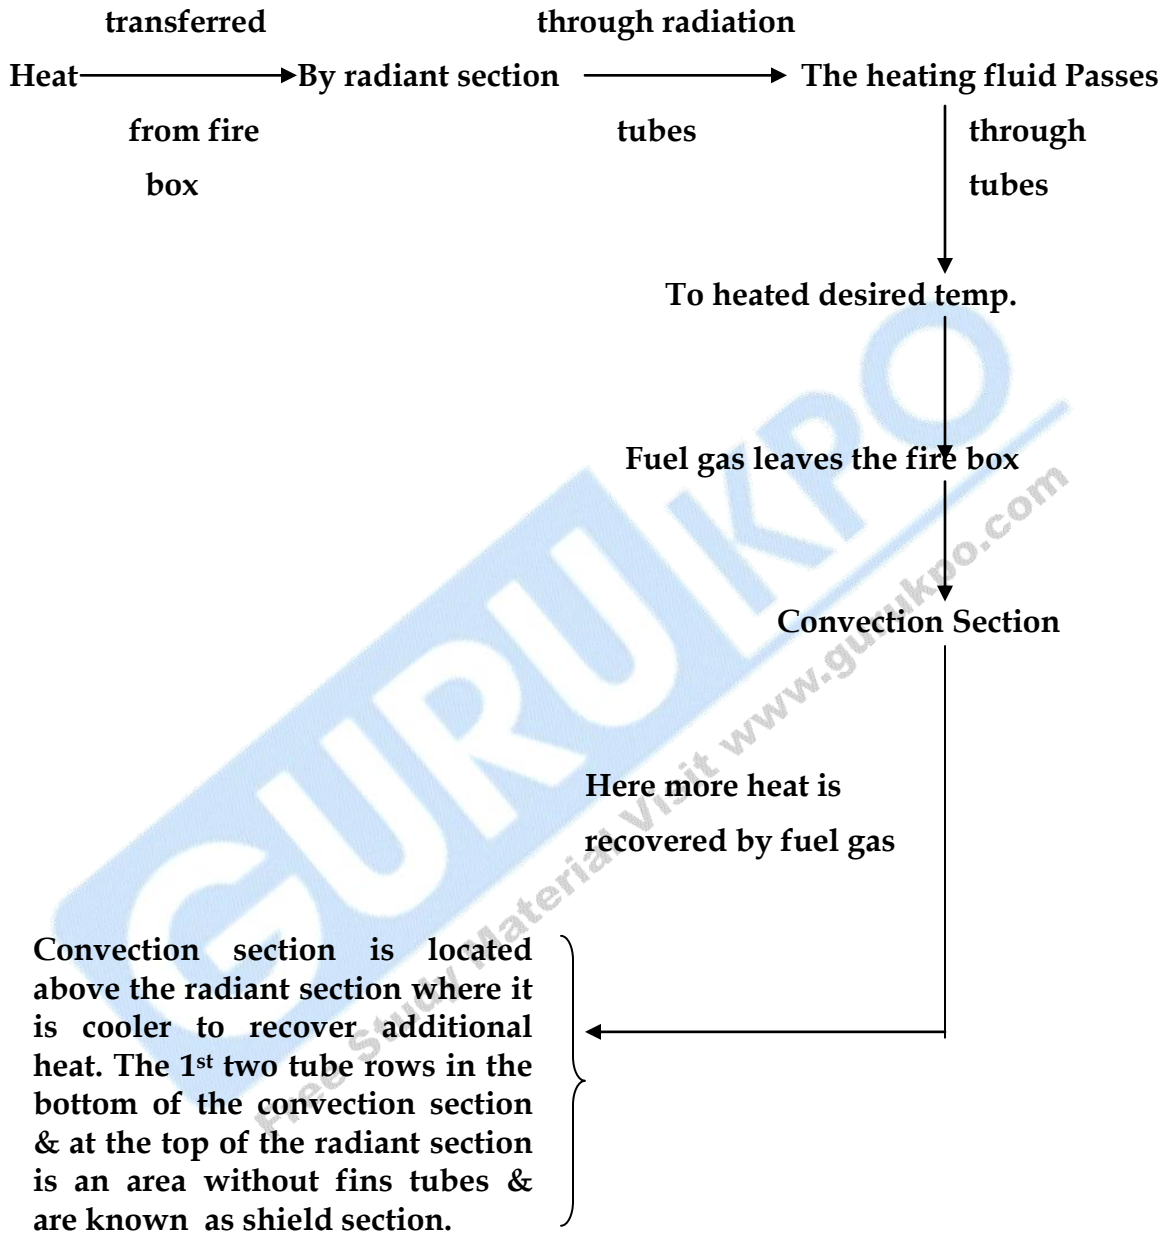 transferred through radiation
Heat By radiant section The heating fluid Passes
from fire tubes through
box tubes
To heated desired temp.
Fuel gas leaves the fire box
Convection Section
Here more heat is
recovered by fuel gas
Convection section is located
above the radiant section where it
is cooler to recover additional
heat. The 1st two tube rows in the
bottom of the convection section
& at the top of the radiant section
is an area without fins tubes &
are known as shield section.
GURUKPO
Free Study Material Visit www.gurukpo.com